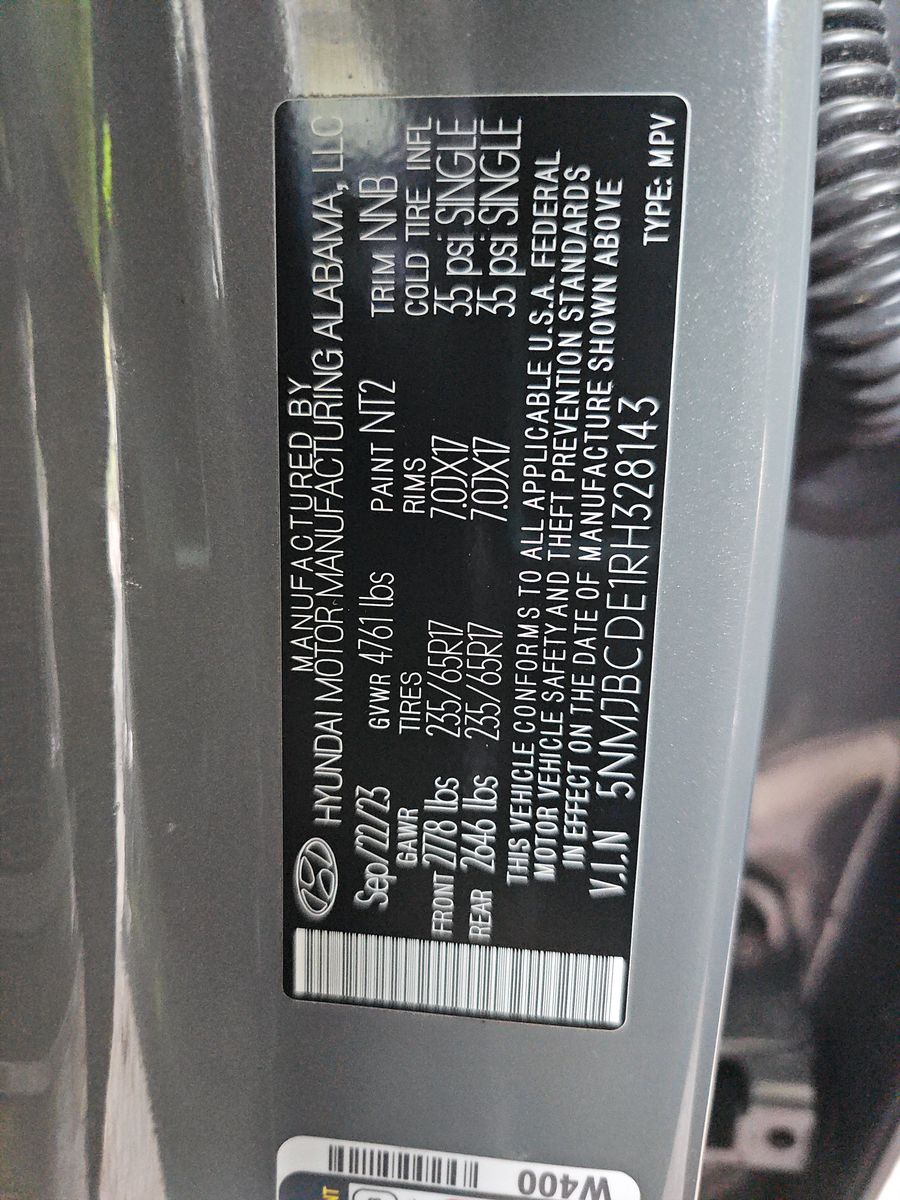 MANUFACTURED BY
HYUNDAI MOTOR MANUFACTURING ALABAMA, LLC
Sep/22/23 GVWR 4761 lbs PAINT NT2 TRIM NNB
GAWR TIRES RIMS COLD TIRE INFL
FRONT 2778 lbs 235/65R17 7.0JX17 35 psi SINGLE
REAR 2646 lbs 235/65R17 7.0JX17 35 psi SINGLE
THIS VEHICLE CONFORMS TO ALL APPLICABLE U.S.A. FEDERAL
MOTOR VEHICLE SAFETY AND THEFT PREVENTION STANDARDS
IN EFFECT ON THE DATE OF MANUFACTURE SHOWN ABOVE
V.I.N 5NMJBCDE1RH328143 TYPE: MPV
W400